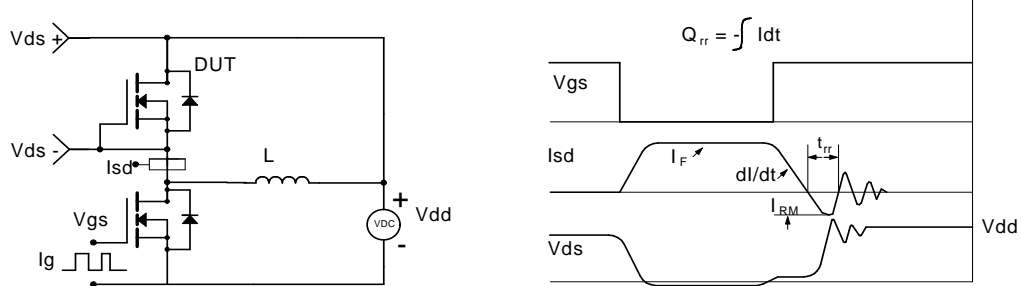 Vds +
DUT
Vds -
Isd
L
Vgs
Ig
+
VDC
-
Vdd
Q rr = - ∫ Idt
Vgs
Isd
I F
dI/dt
t rr
I RM
Vdd
Vds